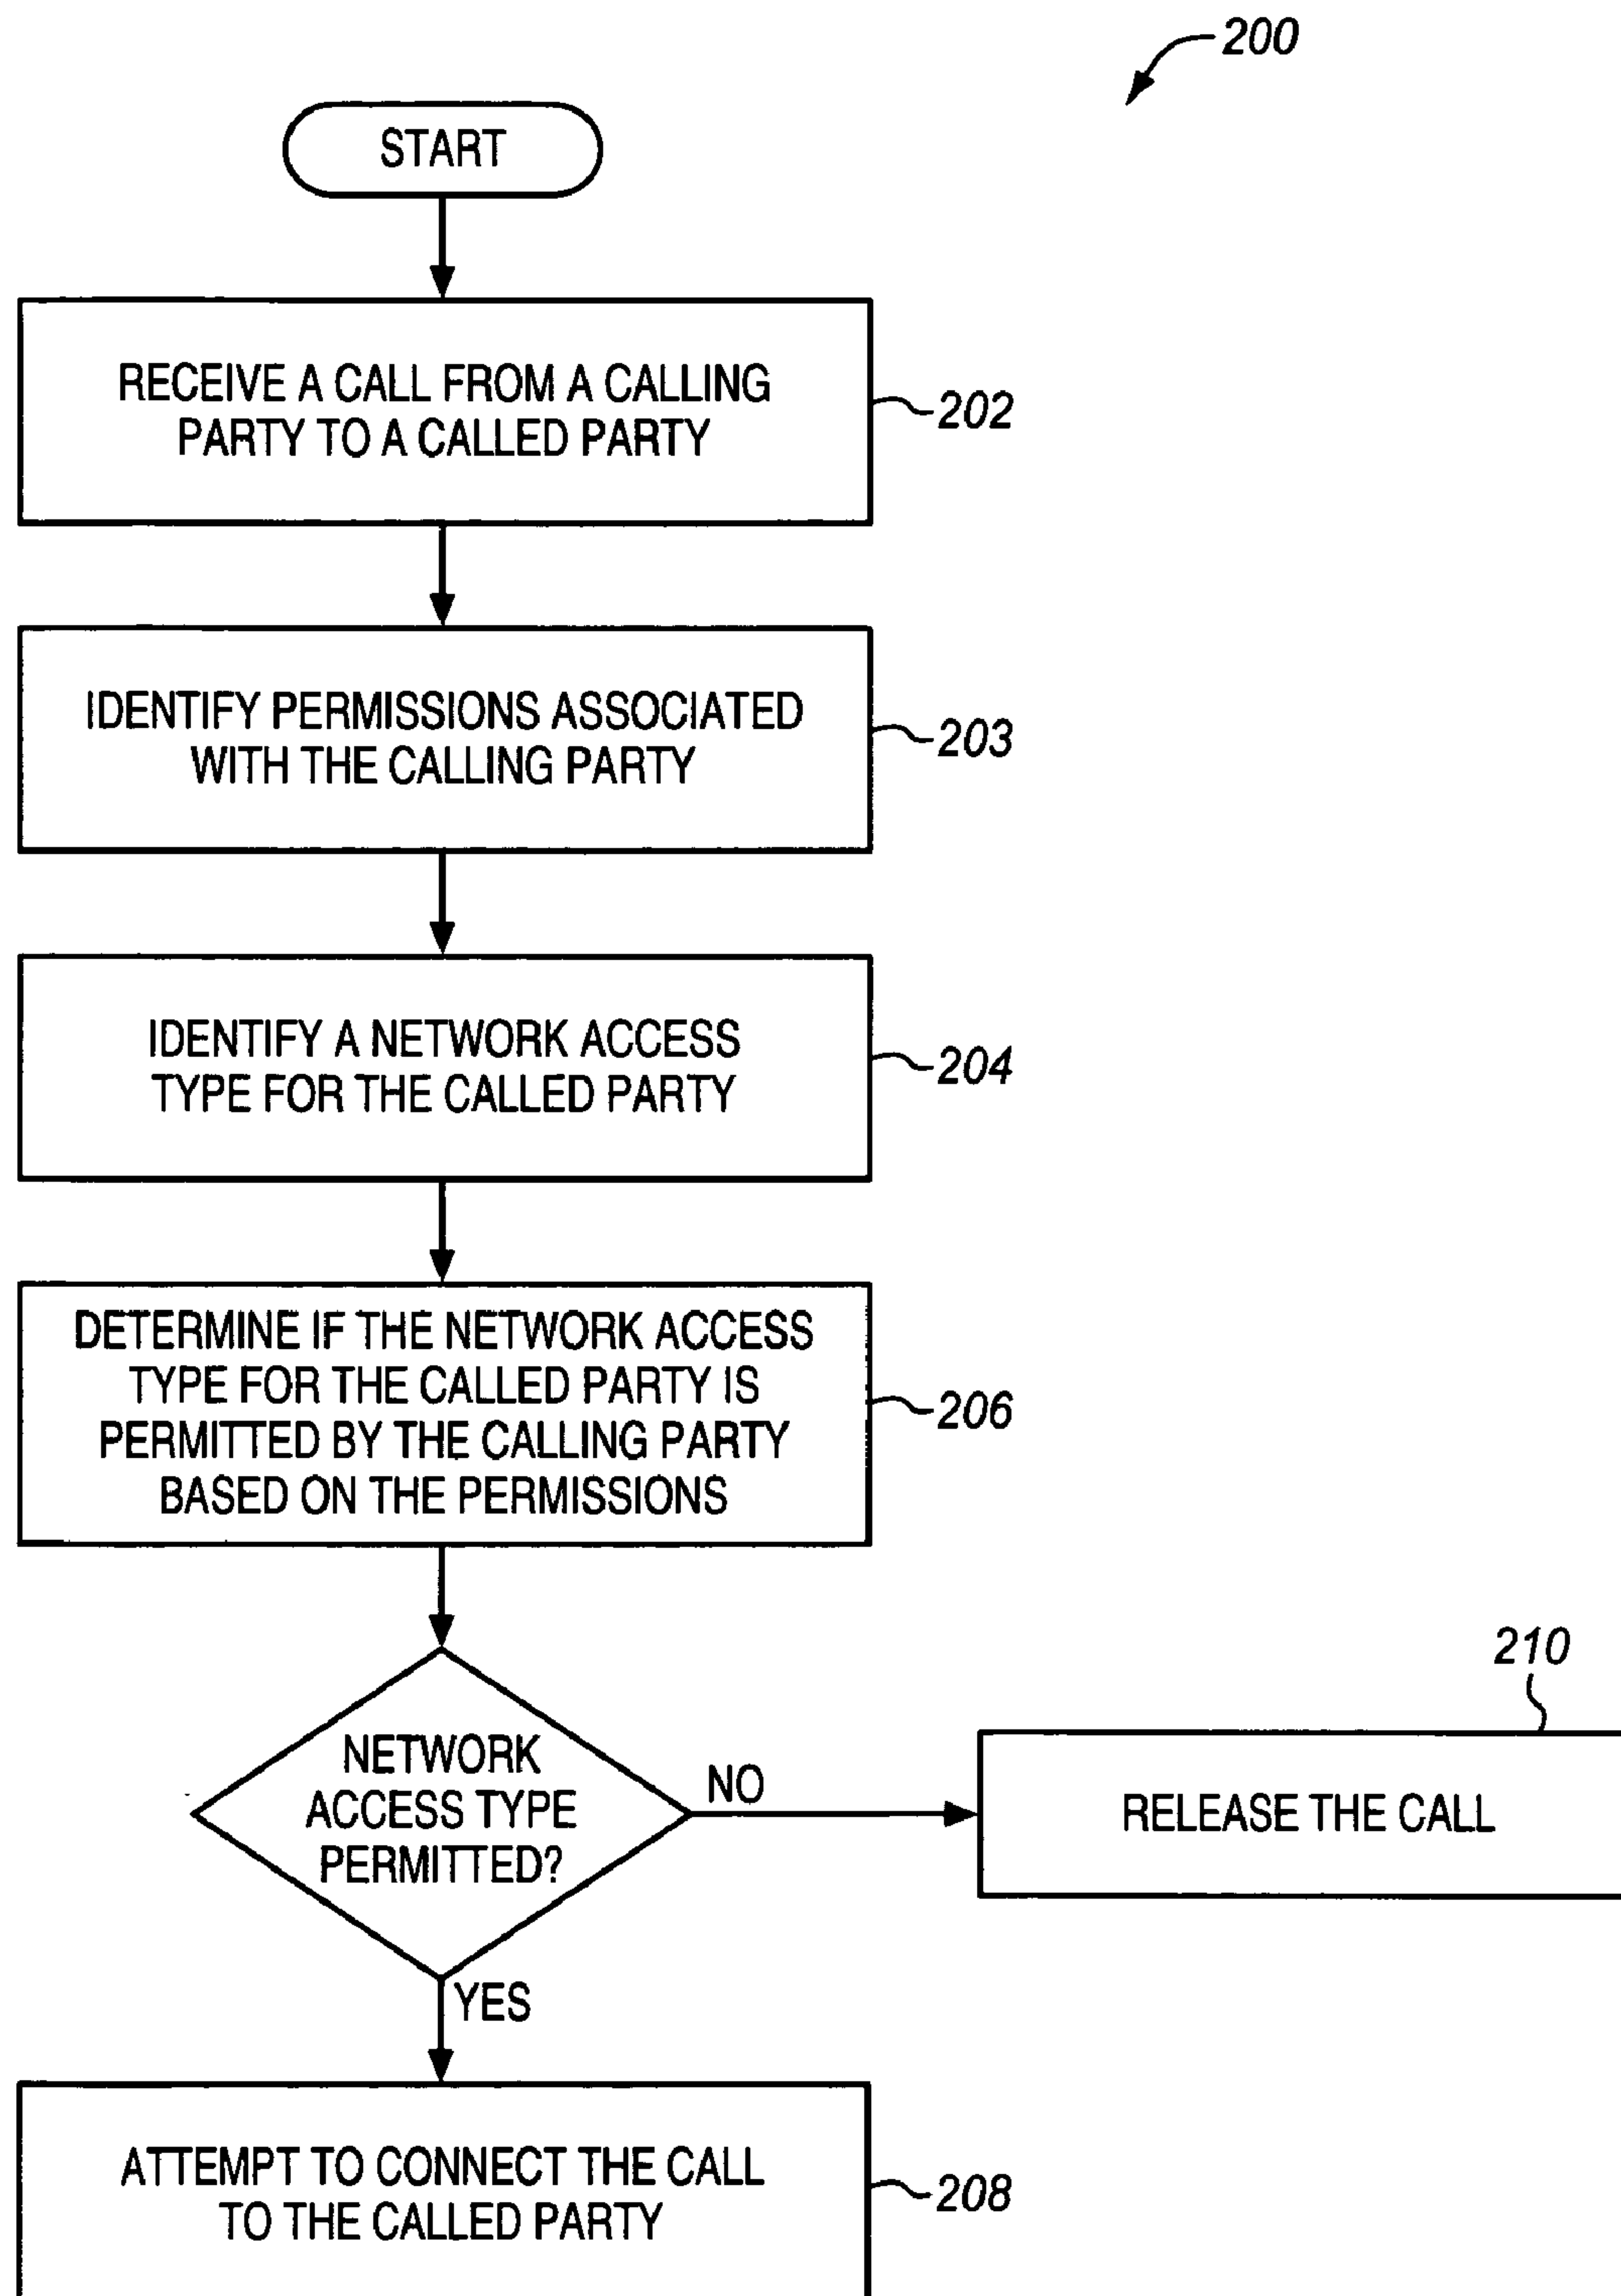 200
START
RECEIVE A CALL FROM A CALLING
PARTY TO A CALLED PARTY
202
IDENTIFY PERMISSIONS ASSOCIATED
WITH THE CALLING PARTY
203
IDENTIFY A NETWORK ACCESS
TYPE FOR THE CALLED PARTY
204
DETERMINE IF THE NETWORK ACCESS
TYPE FOR THE CALLED PARTY IS
PERMITTED BY THE CALLING PARTY
BASED ON THE PERMISSIONS
206
NETWORK
ACCESS TYPE
PERMITTED?
NO
210
RELEASE THE CALL
YES
ATTEMPT TO CONNECT THE CALL
TO THE CALLED PARTY
208